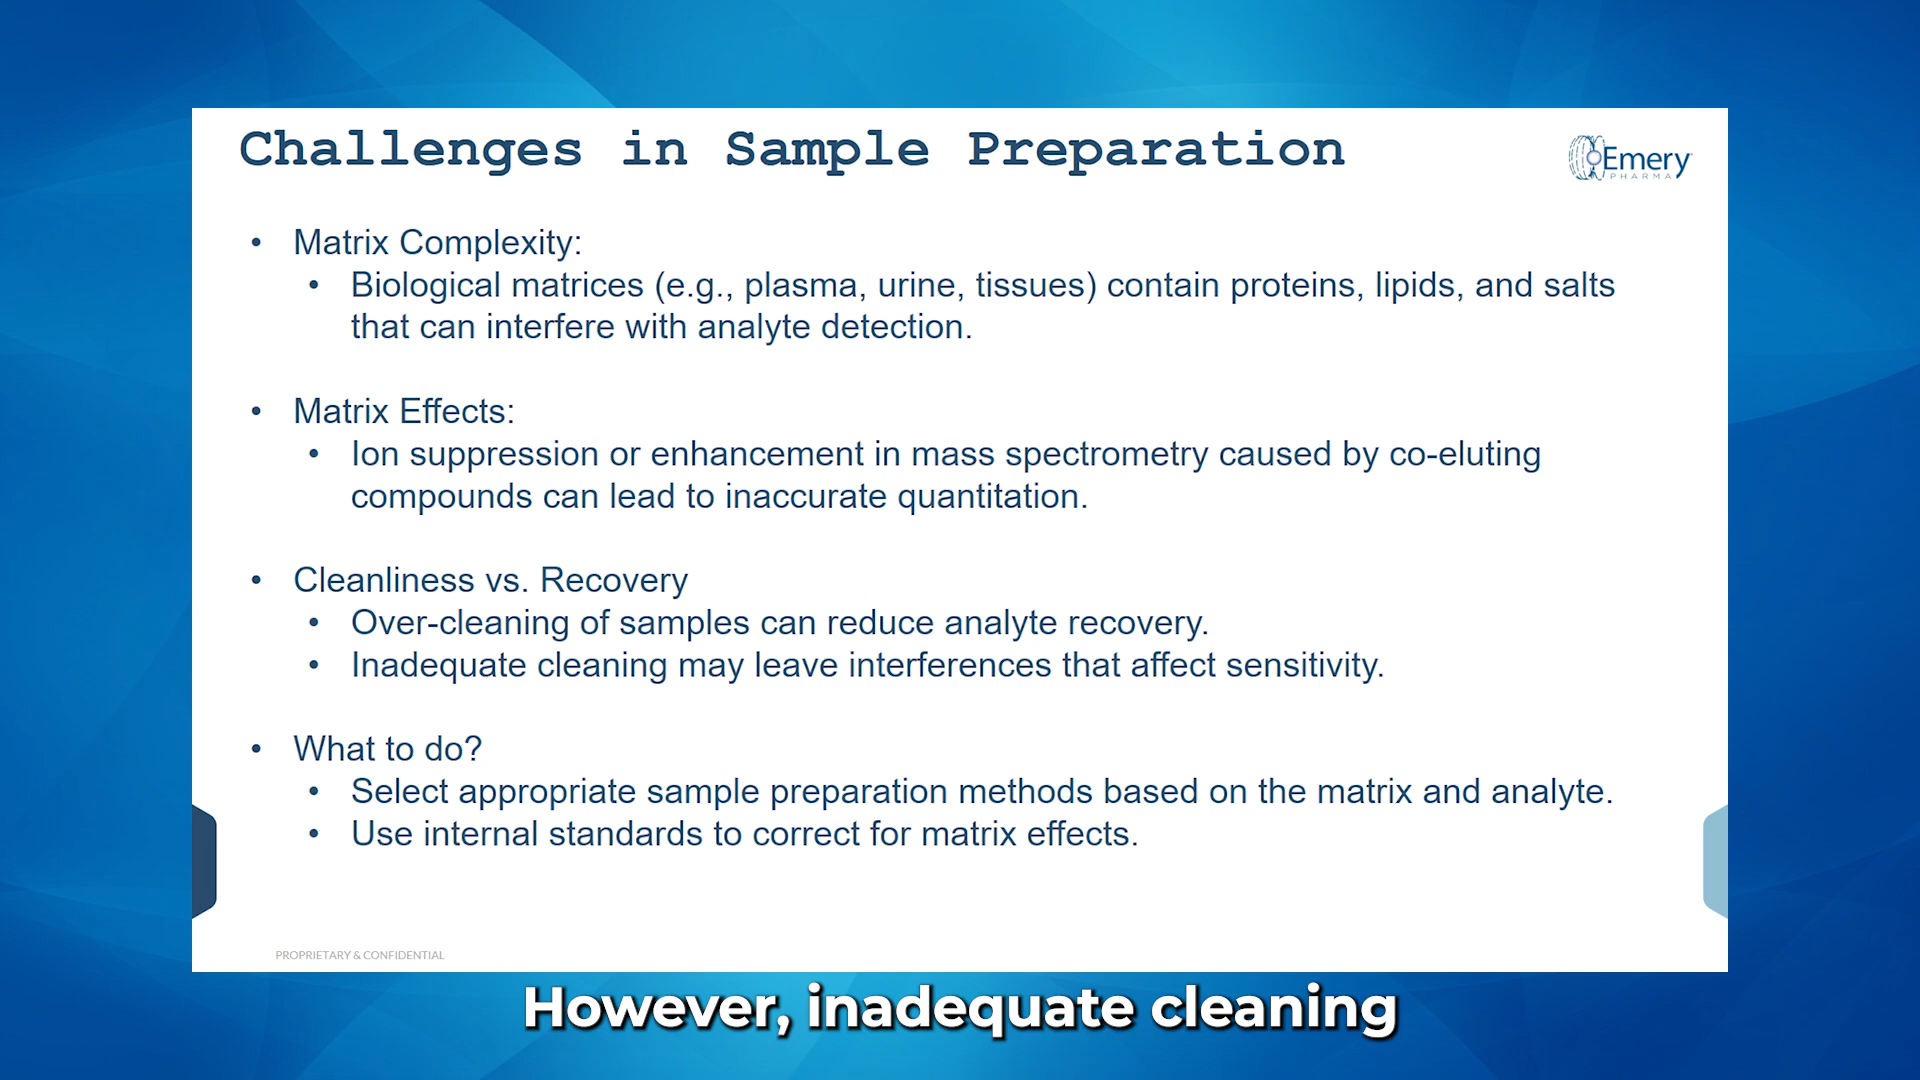 Challenges in Sample Preparation
Emery
PHARMA
• Matrix Complexity:
• Biological matrices (e.g., plasma, urine, tissues) contain proteins, lipids, and salts
that can interfere with analyte detection.
• Matrix Effects:
• Ion suppression or enhancement in mass spectrometry caused by co-eluting
compounds can lead to inaccurate quantitation.
• Cleanliness vs. Recovery
• Over-cleaning of samples can reduce analyte recovery.
• Inadequate cleaning may leave interferences that affect sensitivity.
• What to do?
• Select appropriate sample preparation methods based on the matrix and analyte.
• Use internal standards to correct for matrix effects.
PROPRIETARY & CONFIDENTIAL
However, inadequate cleaning